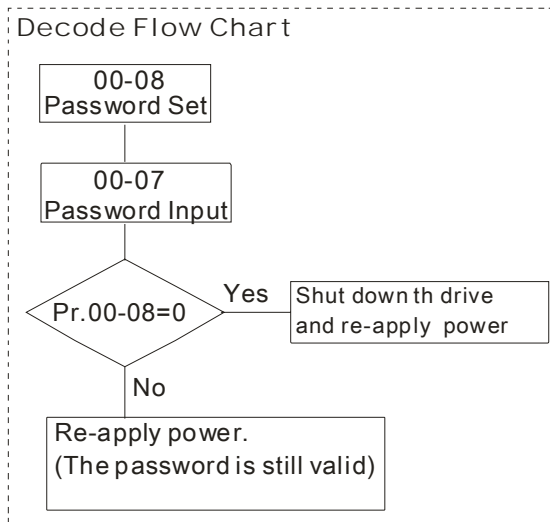 Decode Flow Chart
00-08
Password Set
00-07
Password Input
Pr.00-08=0
Yes
Shut down th drive
and re-apply power
No
Re-apply power.
(The password is still valid)